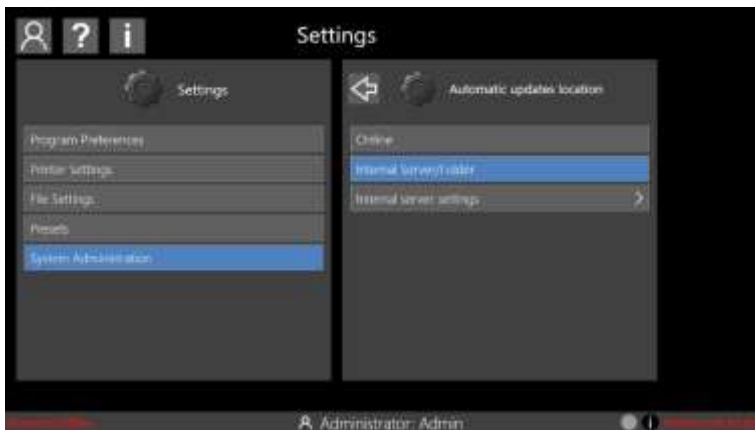 ? i Settings
Settings
Program Preferences
Printer Settings
File Settings
Presets
System Administration
Automatic updates location
Online
Internal Server/Folder
Internal server settings
Administrator: Admin